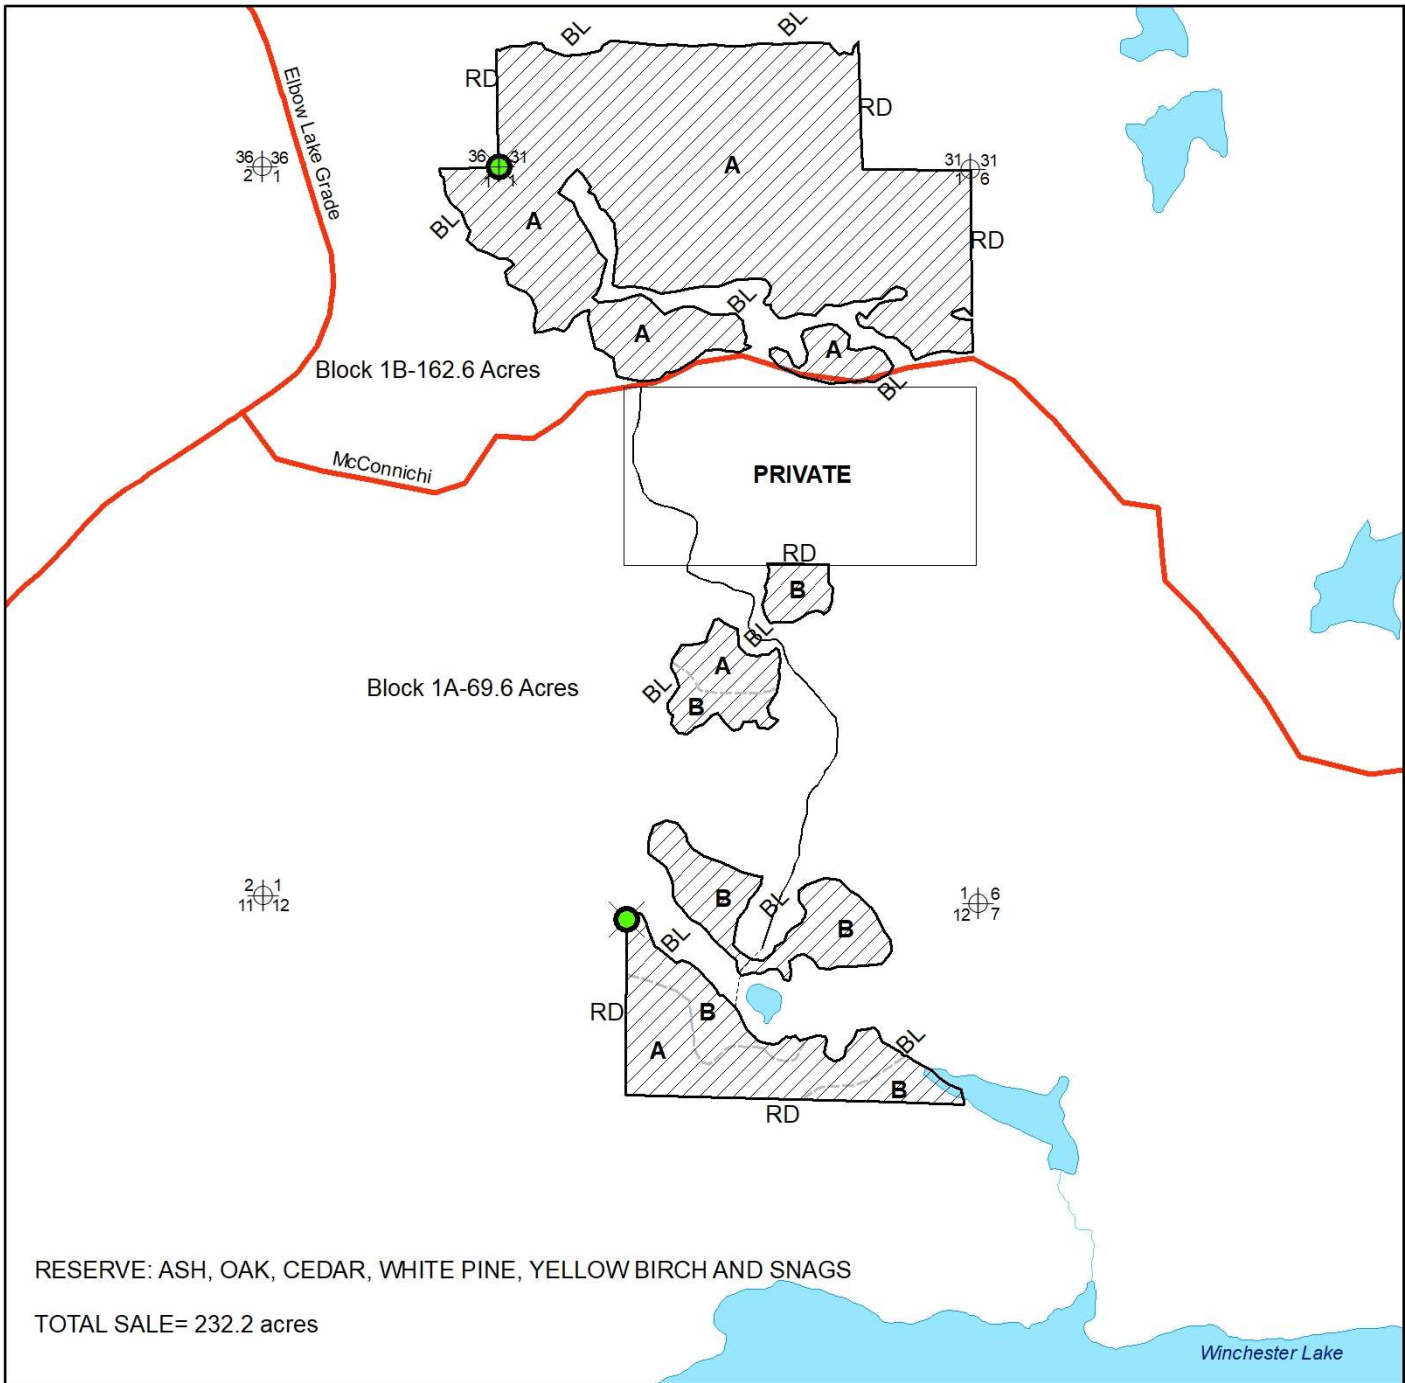 BL
BL
RD
RD
Elbow Lake Grade
36 36
2 1
36 31
1 1
A
31 31
1 6
A
BL
RD
BL
A
A
Block 1B-162.6 Acres
BL
McConnichi
PRIVATE
RD
B
BL
A
Block 1A-69.6 Acres
BL
B
2 1
11 12
B
BL
1 6
12 7
B
BL
RD
B
BL
A
B
RD
RESERVE: ASH, OAK, CEDAR, WHITE PINE, YELLOW BIRCH AND SNAGS
TOTAL SALE= 232.2 acres
Winchester Lake